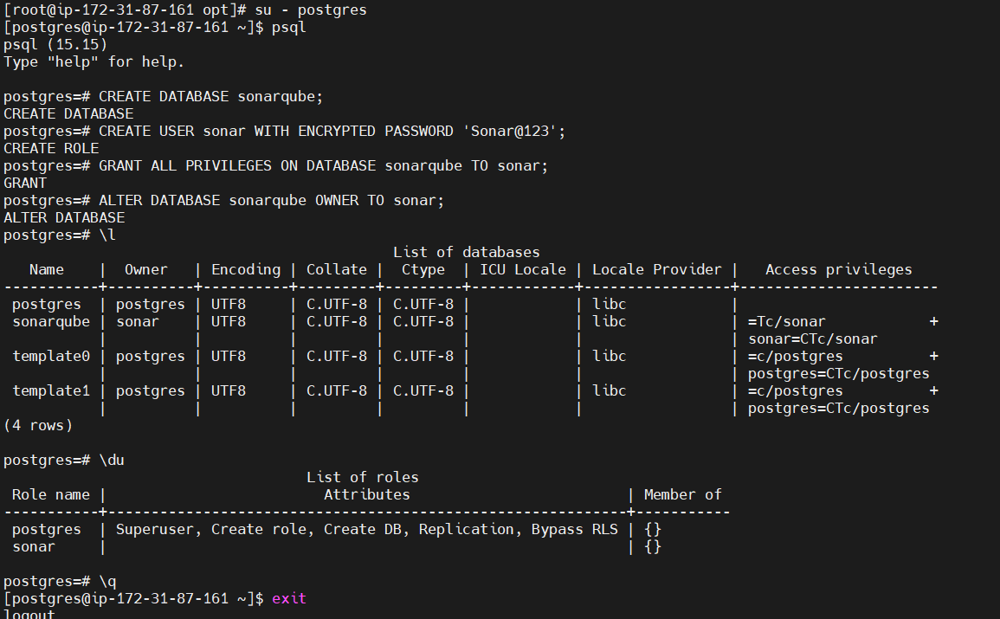 [root@ip-172-31-87-161 opt]# su - postgres
[postgres@ip-172-31-87-161 ~]$ psql
psql (15.15)
Type "help" for help.

postgres=# CREATE DATABASE sonarqube;
CREATE DATABASE
postgres=# CREATE USER sonar WITH ENCRYPTED PASSWORD 'Sonar@123';
CREATE ROLE
postgres=# GRANT ALL PRIVILEGES ON DATABASE sonarqube TO sonar;
GRANT
postgres=# ALTER DATABASE sonarqube OWNER TO sonar;
ALTER DATABASE
postgres=# \l
                                             List of databases
   Name    |  Owner   | Encoding | Collate |  Ctype  | ICU Locale | Locale Provider |   Access privileges
-----------+----------+----------+---------+---------+------------+-----------------+-----------------------
 postgres  | postgres | UTF8     | C.UTF-8 | C.UTF-8 |            | libc            |
 sonarqube | sonar    | UTF8     | C.UTF-8 | C.UTF-8 |            | libc            | =Tc/sonar            +
           |          |          |         |         |            |                 | sonar=CTc/sonar
 template0 | postgres | UTF8     | C.UTF-8 | C.UTF-8 |            | libc            | =c/postgres          +
           |          |          |         |         |            |                 | postgres=CTc/postgres
 template1 | postgres | UTF8     | C.UTF-8 | C.UTF-8 |            | libc            | =c/postgres          +
           |          |          |         |         |            |                 | postgres=CTc/postgres
(4 rows)

postgres=# \du
                                   List of roles
 Role name |                         Attributes                         | Member of
-----------+------------------------------------------------------------+-----------
 postgres  | Superuser, Create role, Create DB, Replication, Bypass RLS | {}
 sonar     |                                                            | {}

postgres=# \q
[postgres@ip-172-31-87-161 ~]$ exit
logout